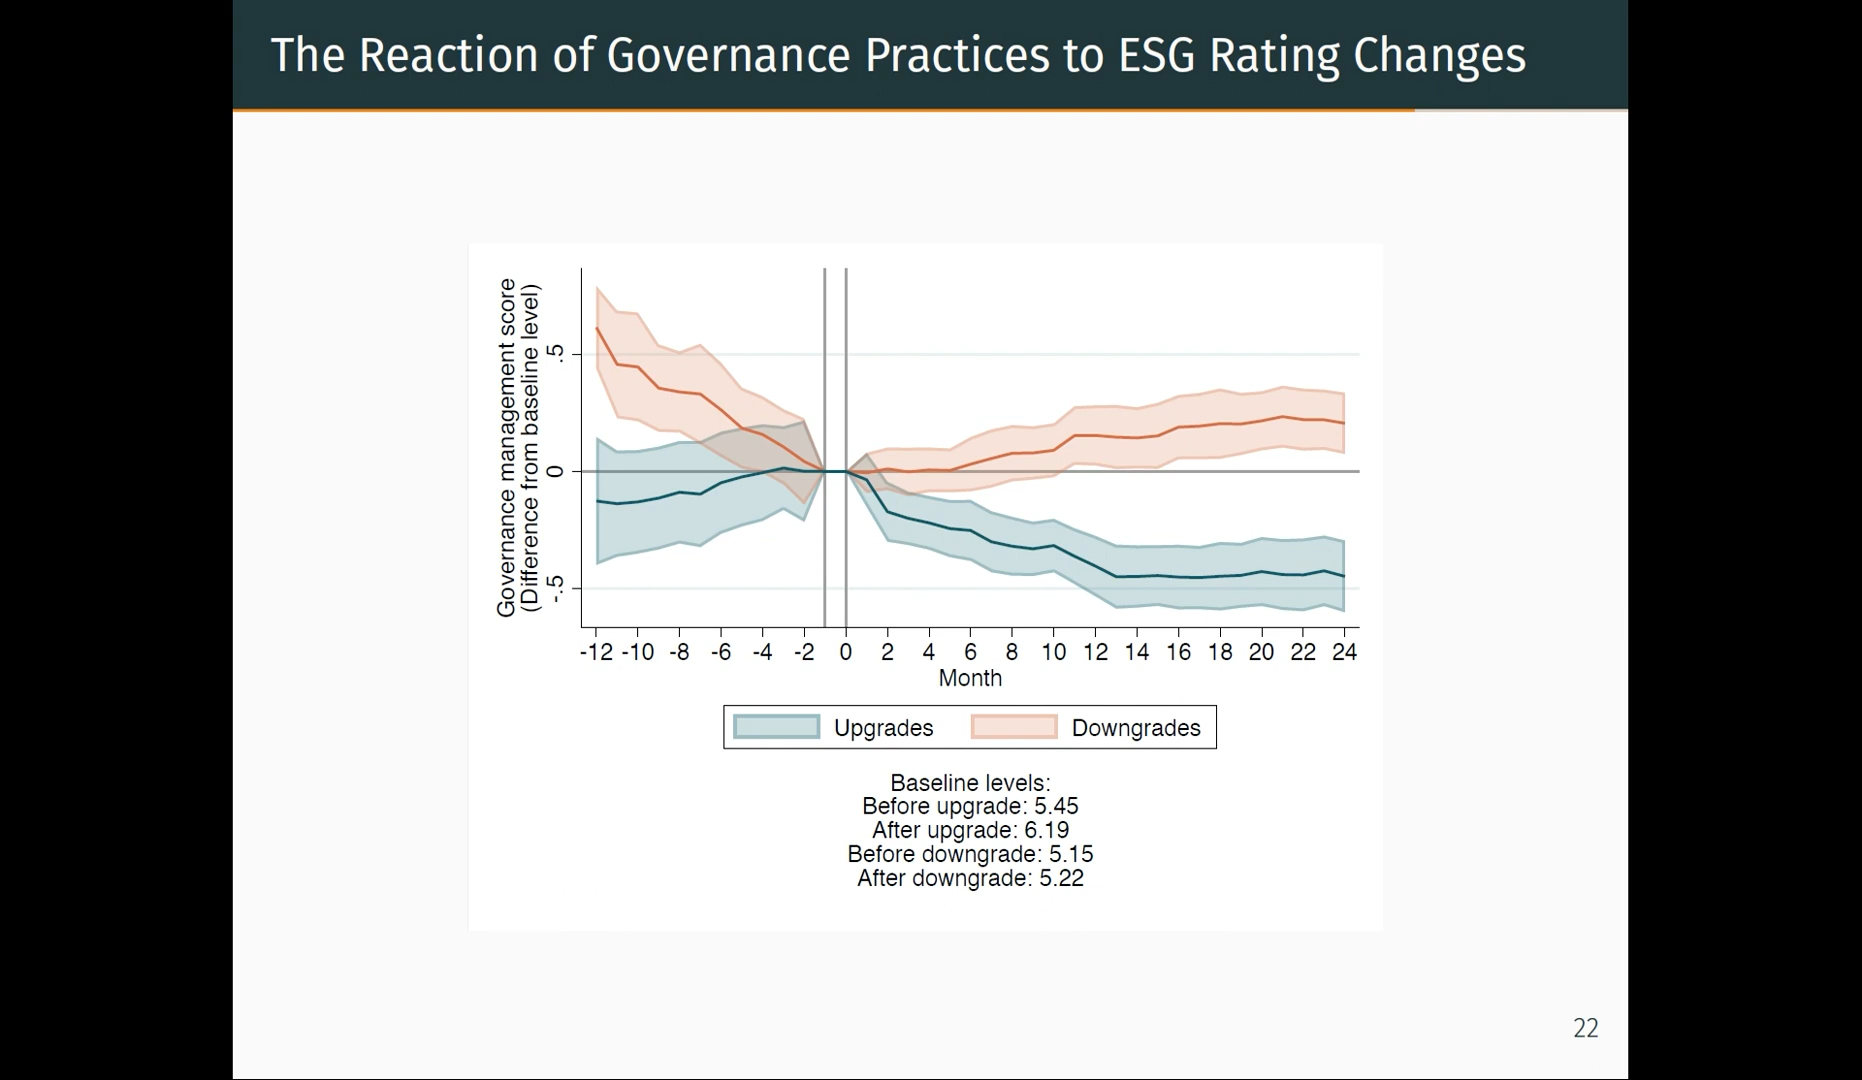 The Reaction of Governance Practices to ESG Rating Changes
Governance management score
(Difference from baseline level)
.5
0
-.5
-12 -10 -8 -6 -4 -2 0 2 4 6 8 10 12 14 16 18 20 22 24
Month
Upgrades Downgrades
Baseline levels:
Before upgrade: 5.45
After upgrade: 6.19
Before downgrade: 5.15
After downgrade: 5.22
22